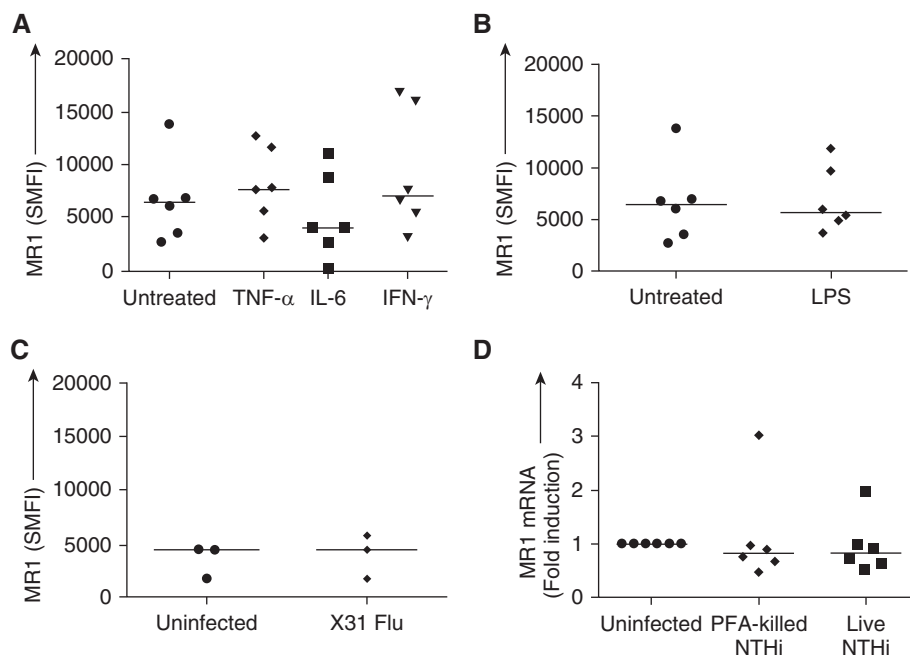 A
MR1 (SMFI)
20000
15000
10000
5000
0
Untreated
TNF-α
IL-6
IFN-γ
B
MR1 (SMFI)
20000
15000
10000
5000
0
Untreated
LPS
C
MR1 (SMFI)
20000
15000
10000
5000
0
Uninfected
X31 Flu
D
MR1 mRNA
(Fold induction)
4
3
2
1
0
Uninfected
PFA-killed
NTHi
Live
NTHi